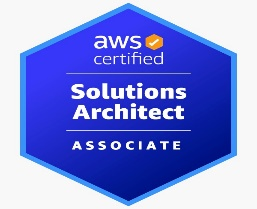 aws
certified
Solutions
Architect
ASSOCIATE